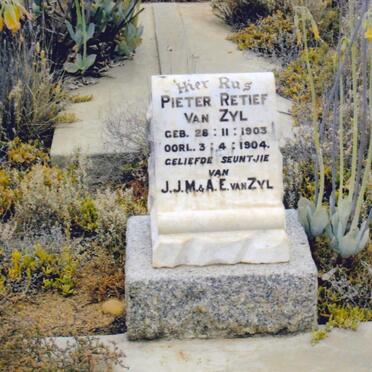 Hier Rus
PIETER RETIEF
VAN ZYL
GEB. 28:11:1903.
OORL. 3:4:1904.
GELIEFDE SEUNTJIE
VAN
J.J.M.& A.E. VAN ZYL